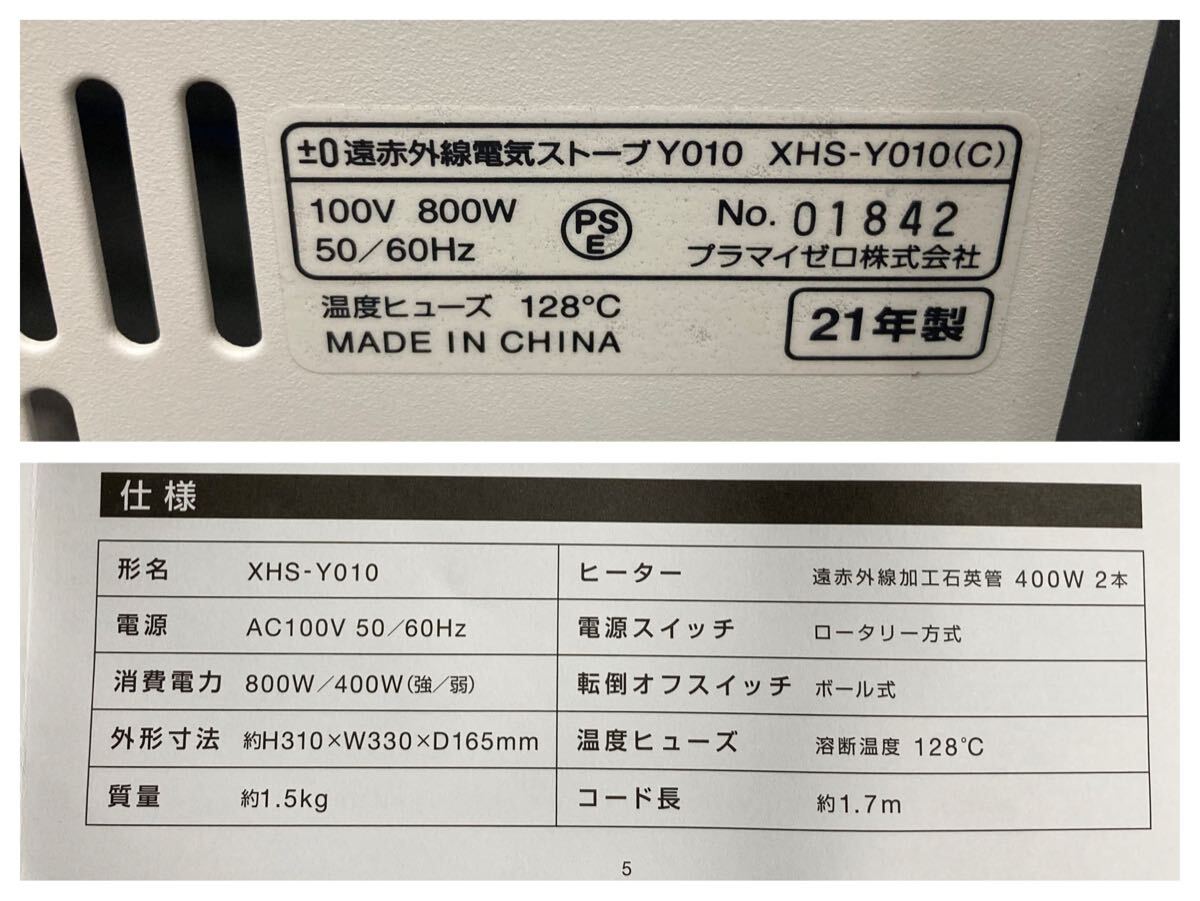 ±0 遠赤外線電気ストーブ Y010 XHS-Y010(C)
100V 800W
50/60Hz
PS
E
No. 01842
プラマイゼロ株式会社
温度ヒューズ 128℃
MADE IN CHINA
21年製
仕様
形名 XHS-Y010 ヒーター 遠赤外線加工石英管 400W 2本
電源 AC100V 50/60Hz 電源スイッチ ロータリー方式
消費電力 800W/400W(強/弱) 転倒オフスイッチ ボール式
外形寸法 約H310×W330×D165mm 温度ヒューズ 溶断温度 128℃
質量 約1.5kg コード長 約1.7m
5